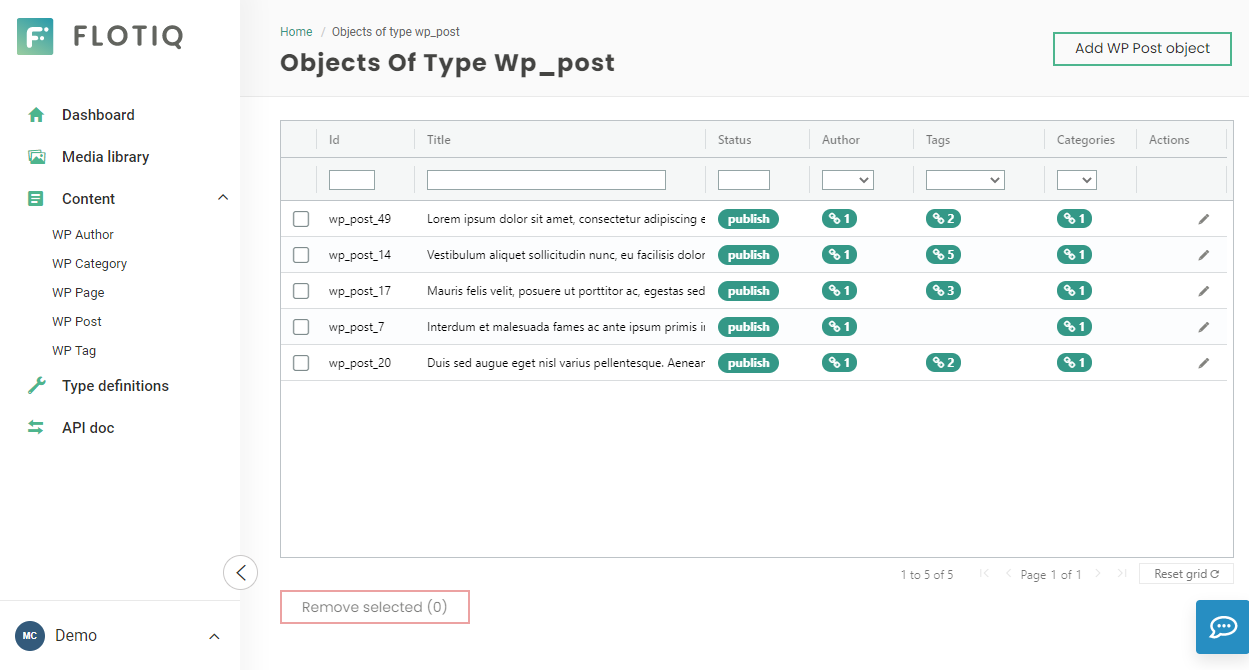 FLOTIQ
Home / Objects of type wp_post
Objects Of Type Wp_post
Add WP Post object
Dashboard
Media library
Content
WP Author
WP Category
WP Page
WP Post
WP Tag
Type definitions
API doc
Id Title Status Author Tags Categories Actions
wp_post_49 Lorem ipsum dolor sit amet, consectetur adipiscing e publish 1 2 1
wp_post_14 Vestibulum aliquet sollicitudin nunc, eu facilisis dolor publish 1 5 1
wp_post_17 Mauris felis velit, posuere ut porttitor ac, egestas sed publish 1 3 1
wp_post_7 Interdum et malesuada fames ac ante ipsum primis i publish 1 1
wp_post_20 Duis sed augue eget nisl varius pellentesque. Aenean publish 1 2 1
1 to 5 of 5 Page 1 of 1 Reset grid
Remove selected (0)
MC Demo